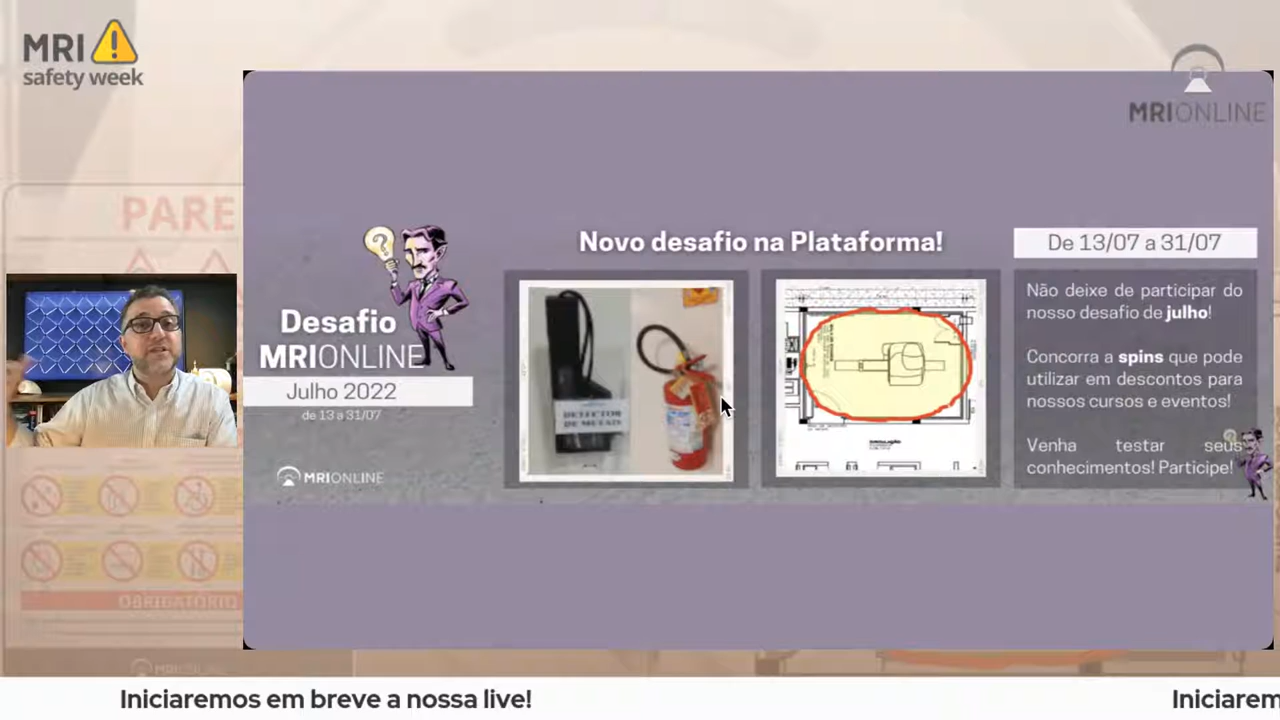 MRI
safety week
MRIONLINE
PARE
Novo desafio na Plataforma!
De 13/07 a 31/07
Desafio
MRIONLINE
Julho 2022
de 13 a 31/07
MRIONLINE
DETECTOR
DE METAIS
Não deixe de participar do
nosso desafio de julho!
Concorra a spins que pode
utilizar em descontos para
nossos cursos e eventos!
Venha testar seus
conhecimentos! Participe!
OBRIGATÓRIO
MRIONLINE
Iniciaremos em breve a nossa live!
Iniciarem